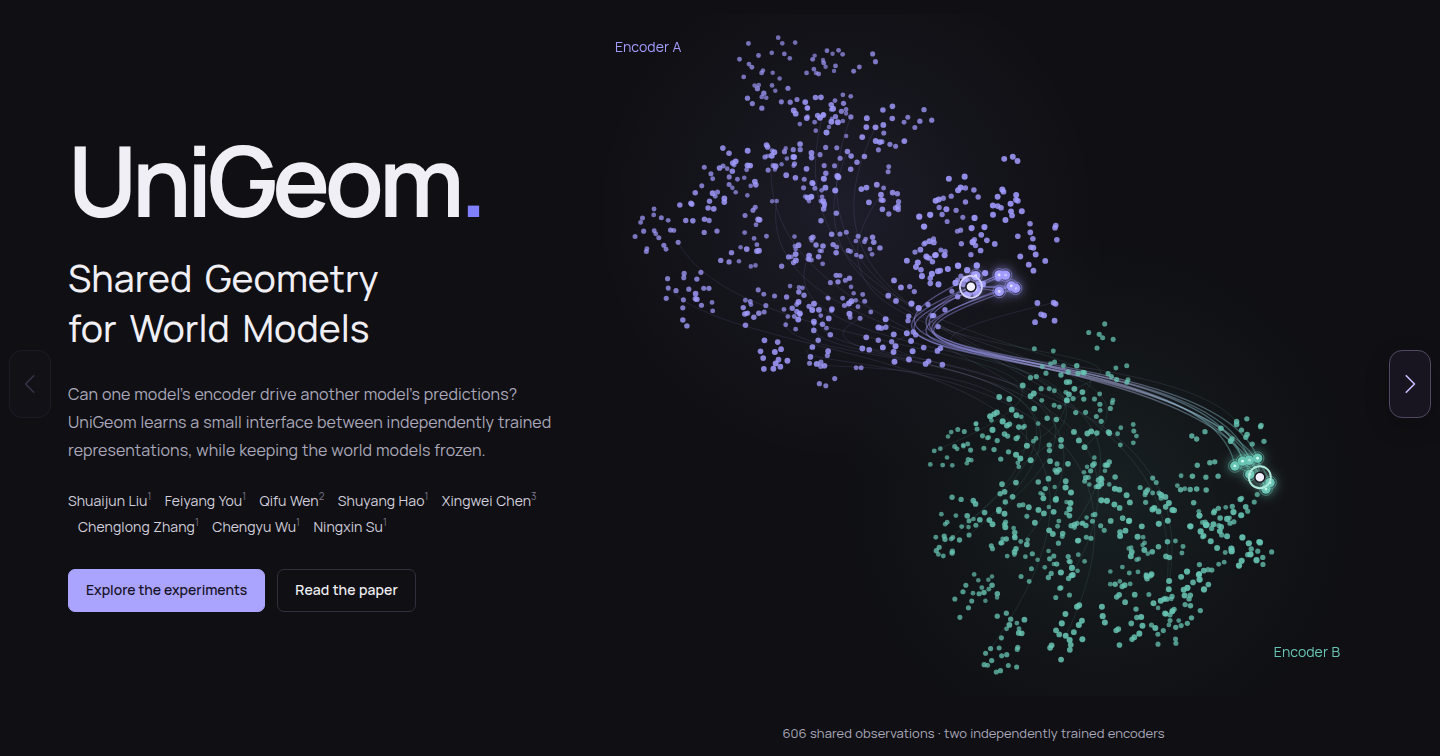 Encoder A
UniGeom.
Shared Geometry
for World Models
Can one model's encoder drive another model's predictions?
UniGeom learns a small interface between independently trained
representations, while keeping the world models frozen.
Shuaijun Liu¹ Feiyang You¹ Qifu Wen² Shuyang Hao¹ Xingwei Chen³
Chenglong Zhang¹ Chengyu Wu¹ Ningxin Su¹
Explore the experiments Read the paper
Encoder B
606 shared observations · two independently trained encoders